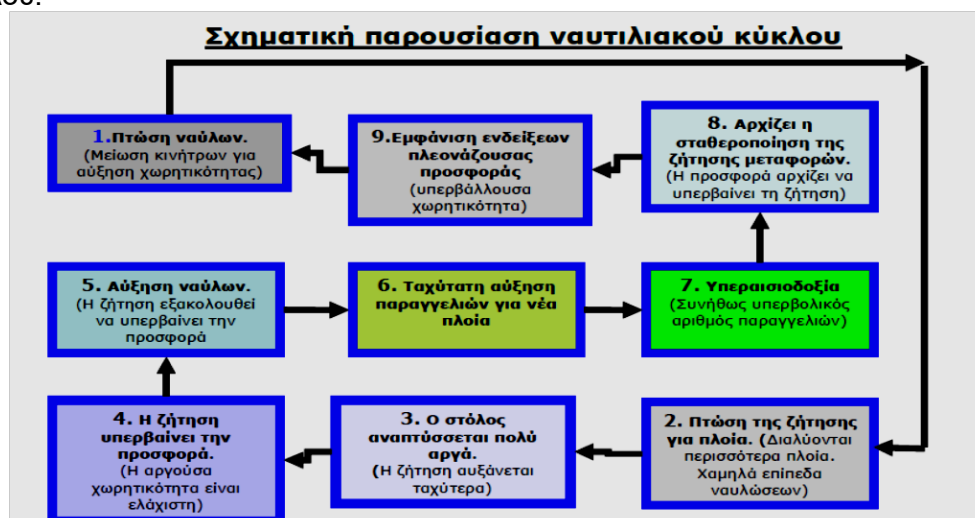 Σχηματική παρουσίαση ναυτιλιακού κύκλου
1.Πτώση ναύλων.
(Μείωση κινήτρων για
αύξηση χωρητικότητας)
9.Εμφάνιση ενδείξεων
πλεονάζουσας
προσφοράς
(υπερβάλλουσα
χωρητικότητα)
8. Αρχίζει η
σταθεροποίηση της
ζήτησης μεταφορών.
(Η προσφορά αρχίζει να
υπερβαίνει τη ζήτηση)
5. Αύξηση ναύλων.
(Η ζήτηση εξακολουθεί
να υπερβαίνει την
προσφορά
6. Ταχύτατη αύξηση
παραγγελιών για νέα
πλοία
7. Υπεραισιοδοξία
(Συνήθως υπερβολικός
αριθμός παραγγελιών)
4. Η ζήτηση
υπερβαίνει την
προσφορά.
(Η αργούσα
χωρητικότητα είναι
ελάχιστη)
3. Ο στόλος
αναπτύσσεται πολύ
αργά.
(Η ζήτηση αυξάνεται
ταχύτερα)
2. Πτώση της ζήτησης
για πλοία. (Διαλύονται
περισσότερα πλοία.
Χαμηλά επίπεδα
ναυλώσεων)